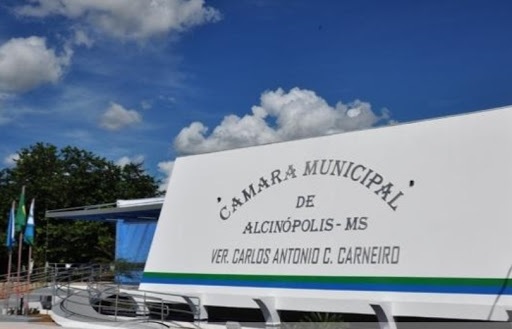 CAMARA MUNICIPAL
DE
ALCINÓPOLIS - MS
VER. CARLOS ANTONIO C. CARNEIRO